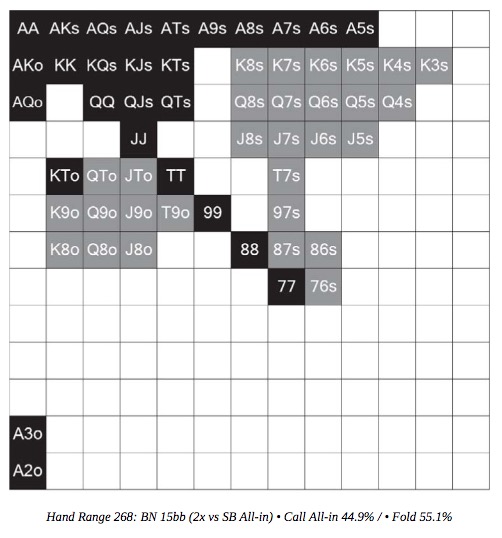 AA AKs AQs AJs ATs A9s A8s A7s A6s A5s
AKo KK KQs KJs KTs K8s K7s K6s K5s K4s K3s
AQo QQ QJs QTs Q8s Q7s Q6s Q5s Q4s
JJ J8s J7s J6s J5s
KTo QTo JTo TT T7s
K9o Q9o J9o T9o 99 97s
K8o Q8o J8o 88 87s 86s
77 76s
A3o
A2o
Hand Range 268: BN 15bb (2x vs SB All-in) • Call All-in 44.9% / • Fold 55.1%